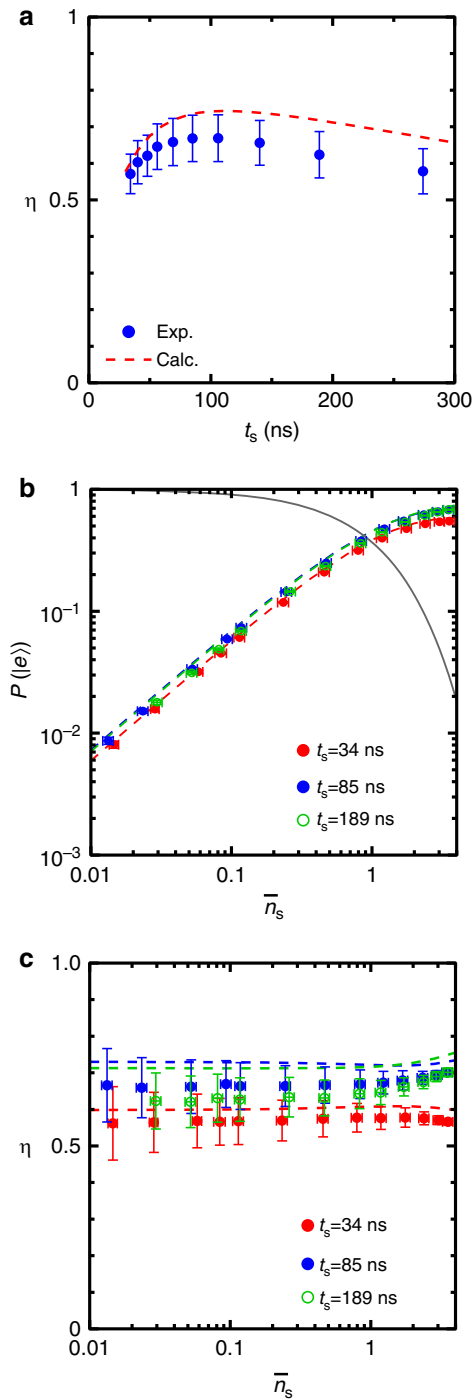 a
1
0.5
0
η
Exp.
Calc.
0 100 200 300
t_s (ns)
b
1
10⁻¹
10⁻²
10⁻³
P (|e⟩)
t_s=34 ns
t_s=85 ns
t_s=189 ns
0.01 0.1 1
n̅_s
c
1.0
0.5
0
η
t_s=34 ns
t_s=85 ns
t_s=189 ns
0.01 0.1 1
n̅_s